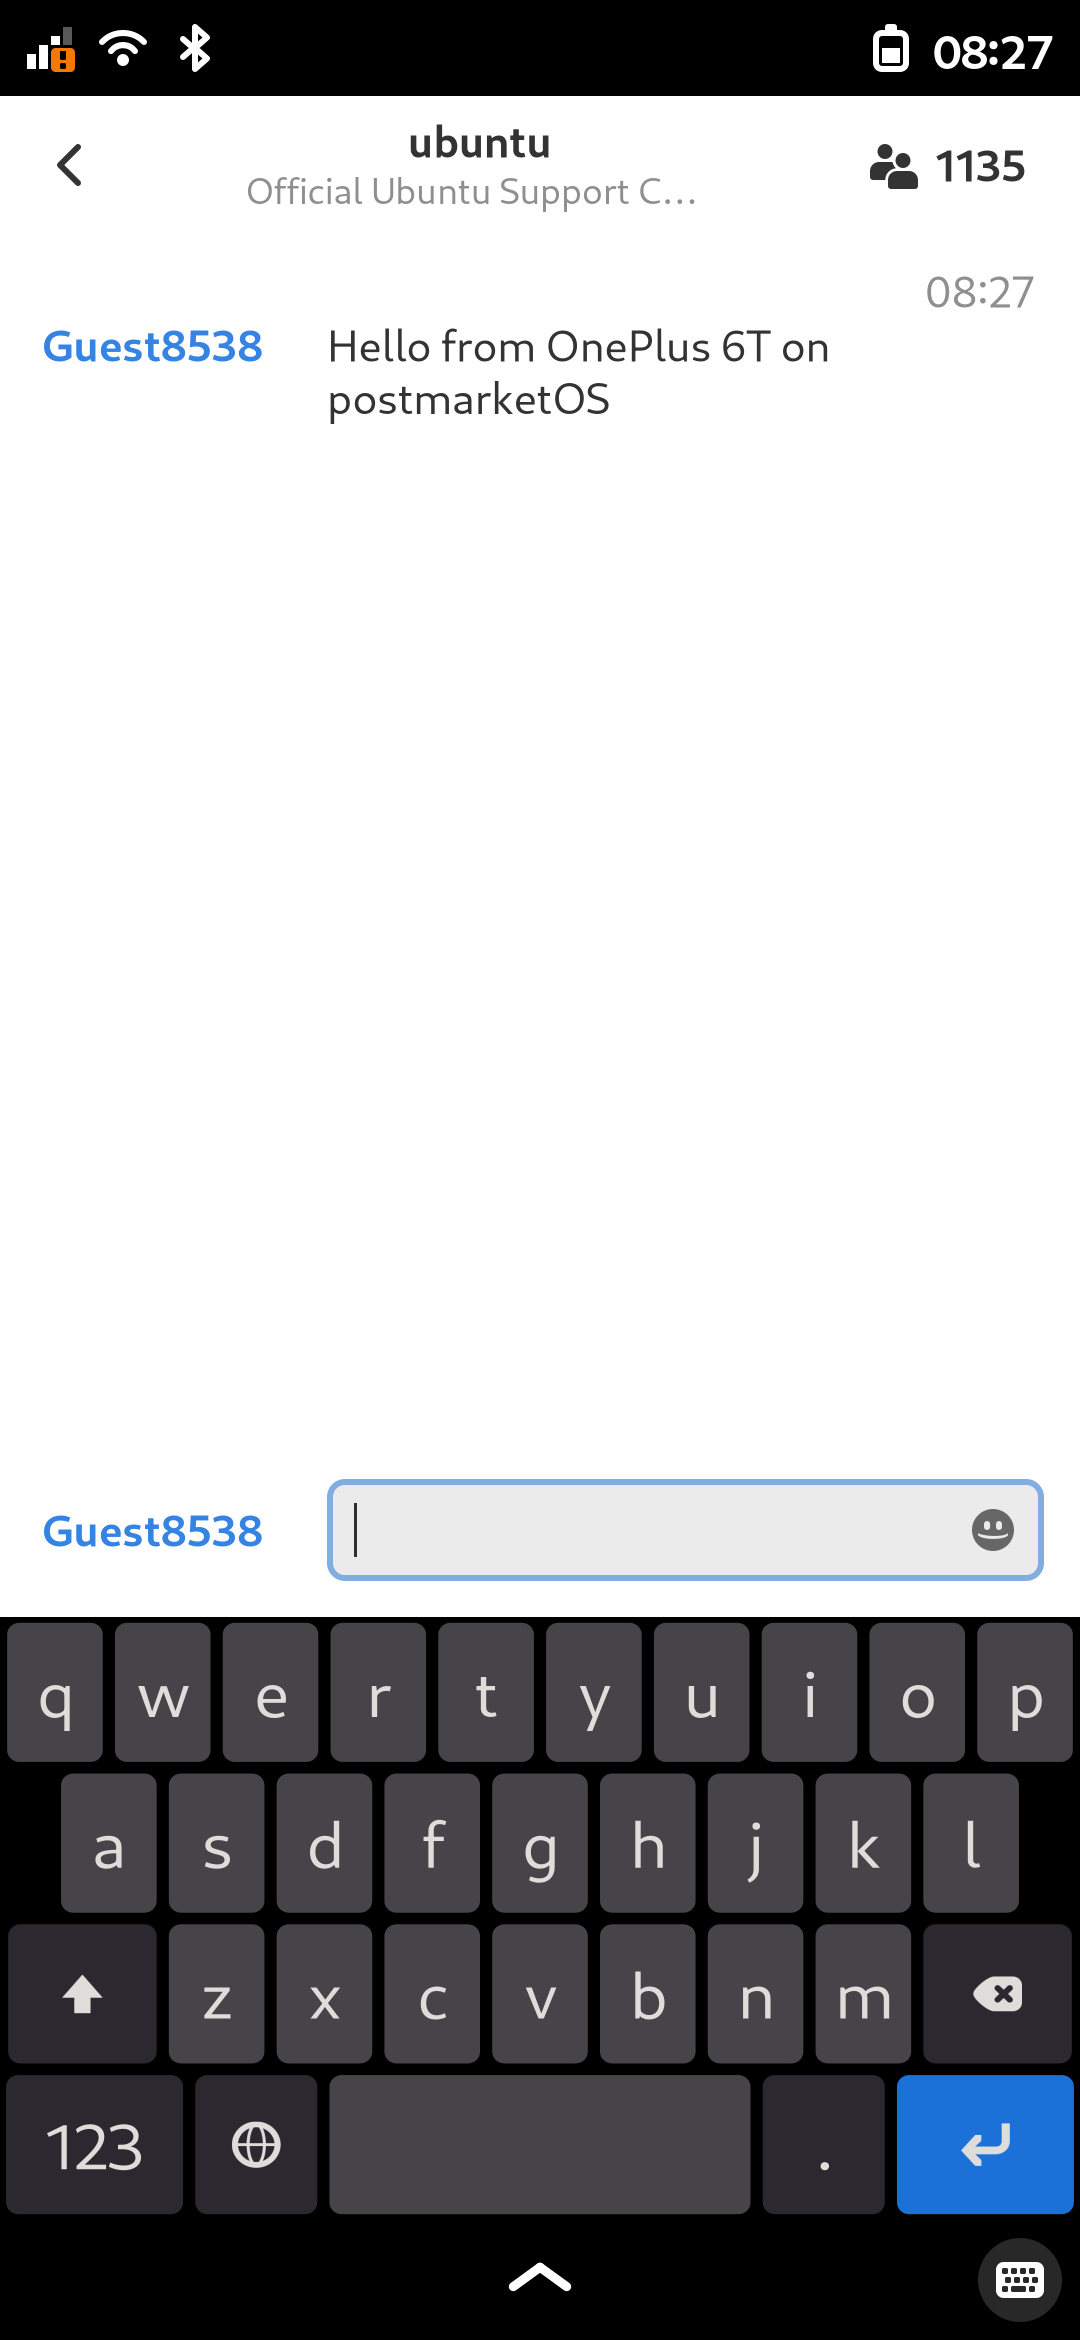 08:27
ubuntu
Official Ubuntu Support C…
1135
08:27
Guest8538
Hello from OnePlus 6T on
postmarketOS
Guest8538
q w e r t y u i o p
a s d f g h j k l
z x c v b n m
123 .